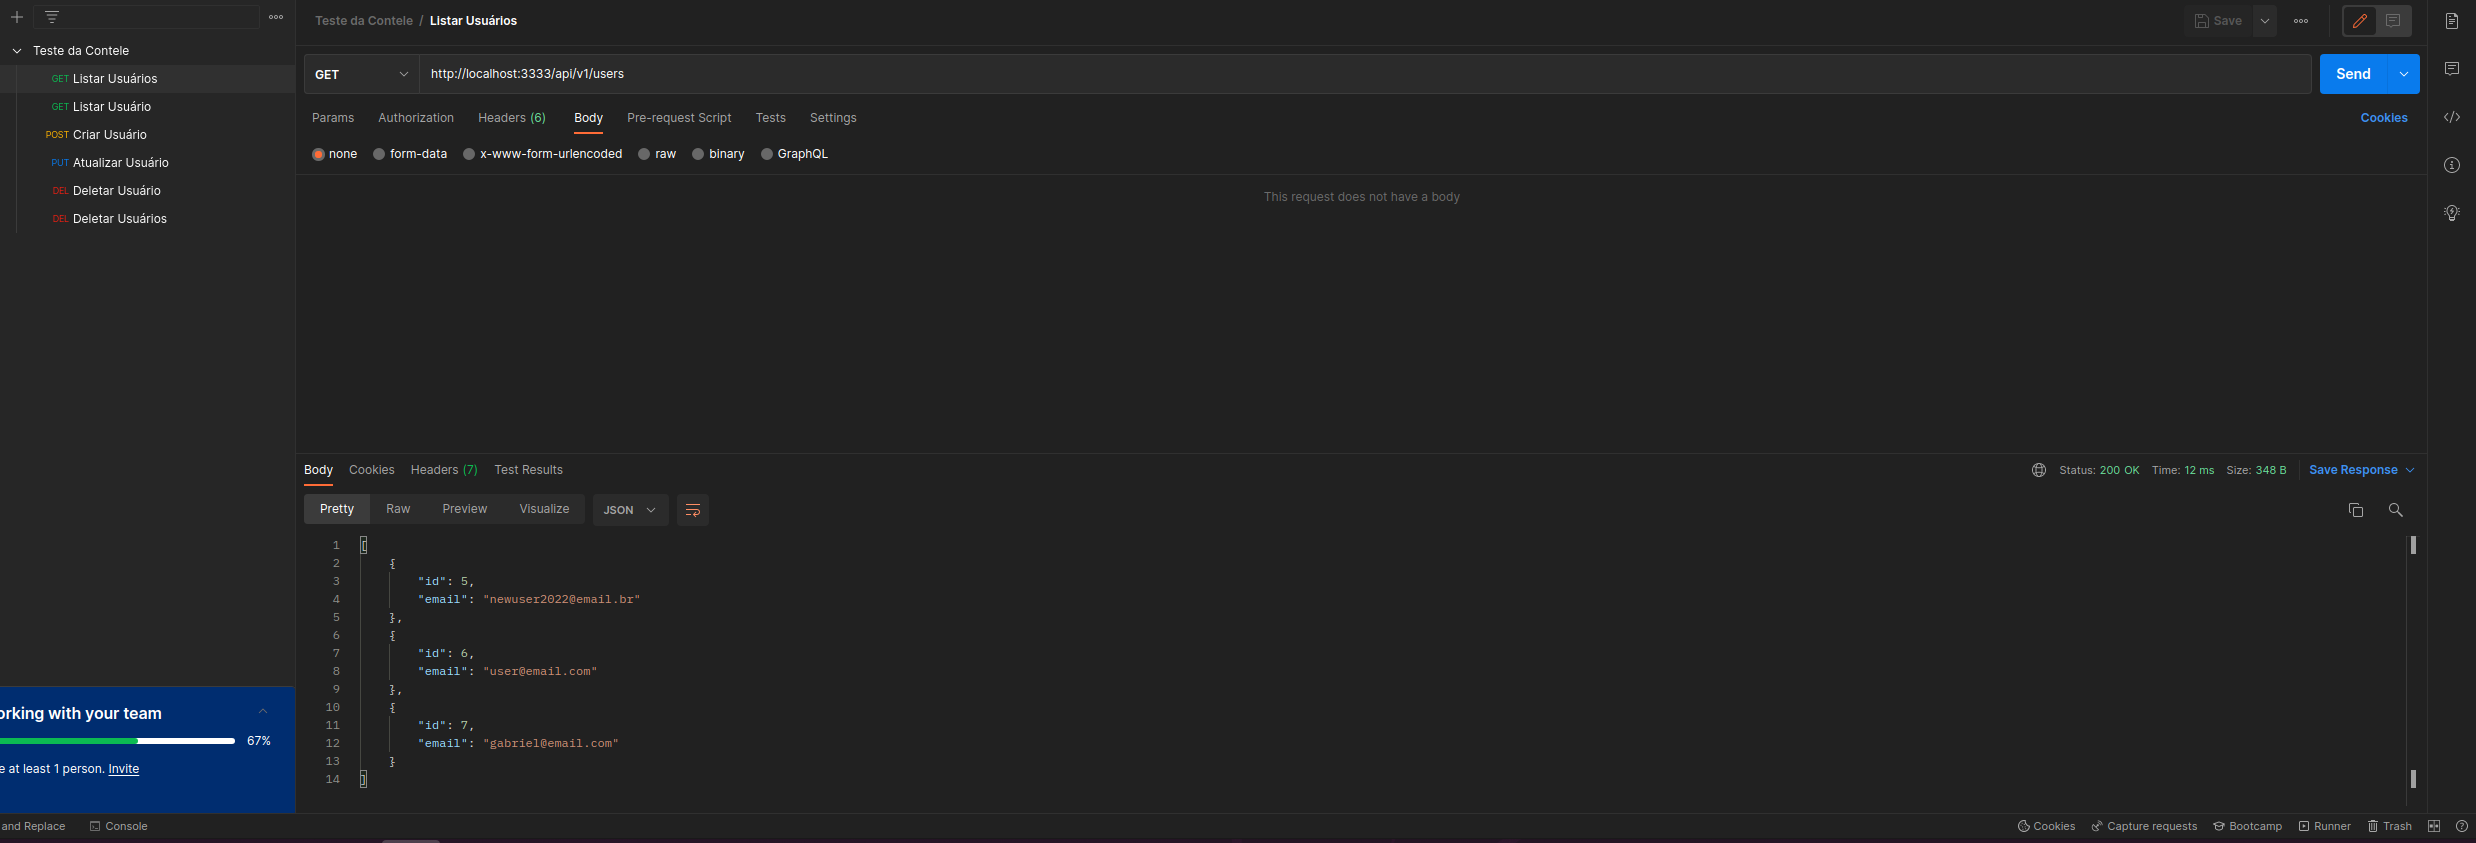 Teste da Contele
GET Listar Usuários
GET Listar Usuário
POST Criar Usuário
PUT Atualizar Usuário
DEL Deletar Usuário
DEL Deletar Usuários
orking with your team
67%
e at least 1 person. Invite
Teste da Contele / Listar Usuários
Save
GET http://localhost:3333/api/v1/users
Send
Params Authorization Headers (6) Body Pre-request Script Tests Settings
Cookies
none form-data x-www-form-urlencoded raw binary GraphQL
This request does not have a body
Body Cookies Headers (7) Test Results
Status: 200 OK Time: 12 ms Size: 348 B Save Response
Pretty Raw Preview Visualize JSON
1 [
2 {
3 "id": 5,
4 "email": "newuser2022@email.br"
5 },
6 {
7 "id": 6,
8 "email": "user@email.com"
9 },
10 {
11 "id": 7,
12 "email": "gabriel@email.com"
13 }
14 ]
and Replace Console
Cookies Capture requests Bootcamp Runner Trash